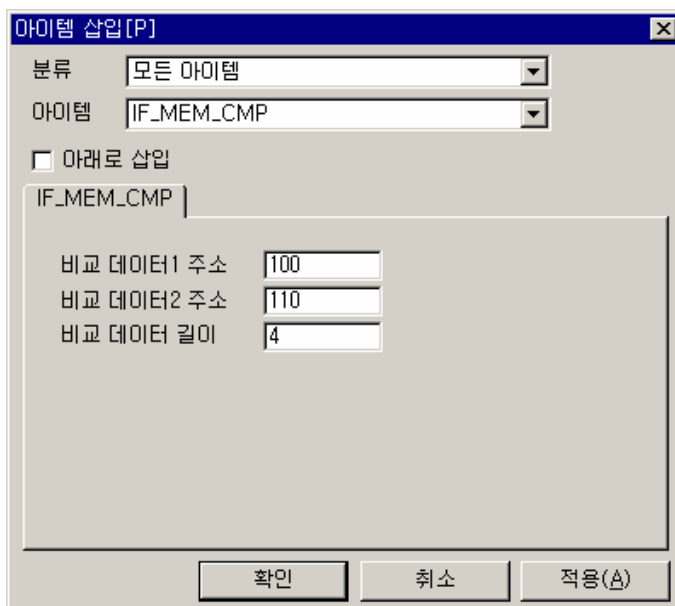 아이템 삽입[P]
분류 모든 아이템
아이템 IF_MEM_CMP
아래로 삽입
IF_MEM_CMP
비교 데이터1 주소 100
비교 데이터2 주소 110
비교 데이터 길이 4
확인 취소 적용(A)